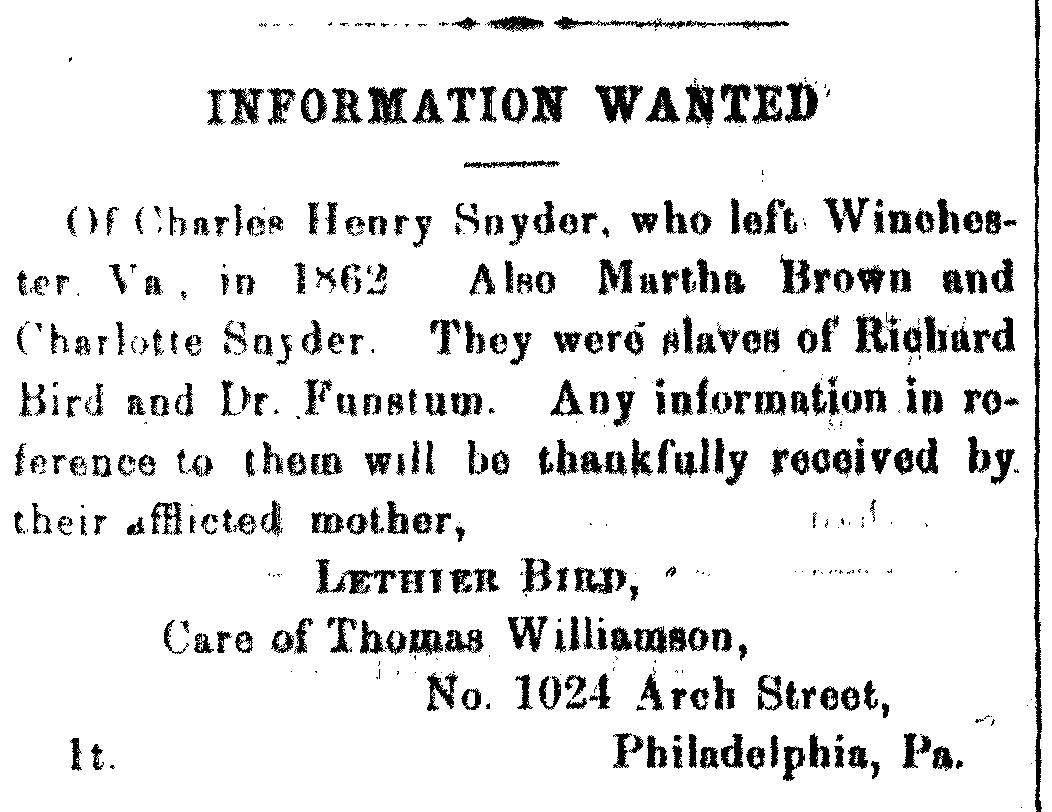 INFORMATION WANTED
Of Charles Henry Snyder, who left Winches-
ter, Va., in 1862 Also Martha Brown and
Charlotte Snyder. They were slaves of Richard
Bird and Dr. Funstum. Any information in re-
ference to them will be thankfully received by
their afflicted mother,
LÆTHIER BIRD,
Care of Thomas Williamson,
No. 1024 Arch Street,
1t. Philadelphia, Pa.